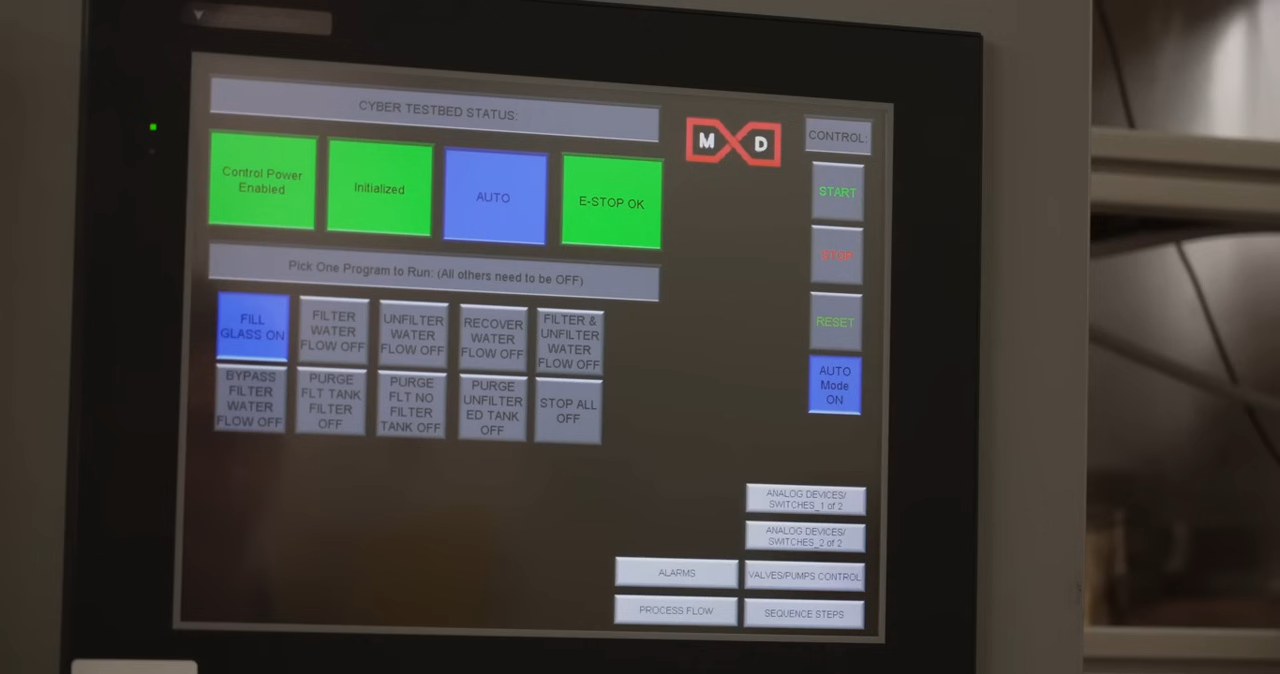 CYBER TESTBED STATUS:
M D
CONTROL:
Control Power
Enabled
Initialized
AUTO
E-STOP OK
START
STOP
RESET
AUTO
Mode
ON
Pick One Program to Run: (All others need to be OFF)
FILL
GLASS ON
FILTER
WATER
FLOW OFF
UNFILTER
WATER
FLOW OFF
RECOVER
WATER
FLOW OFF
FILTER &
UNFILTER
WATER
FLOW OFF
BYPASS
FILTER
WATER
FLOW OFF
PURGE
FLT TANK
FILTER
OFF
PURGE
FLT NO
FILTER
TANK OFF
PURGE
UNFILTER
ED TANK
OFF
STOP ALL
OFF
ANALOG DEVICES/
SWITCHES_1 of 2
ANALOG DEVICES/
SWITCHES_2 of 2
ALARMS
VALVES/PUMPS CONTROL
PROCESS FLOW
SEQUENCE STEPS